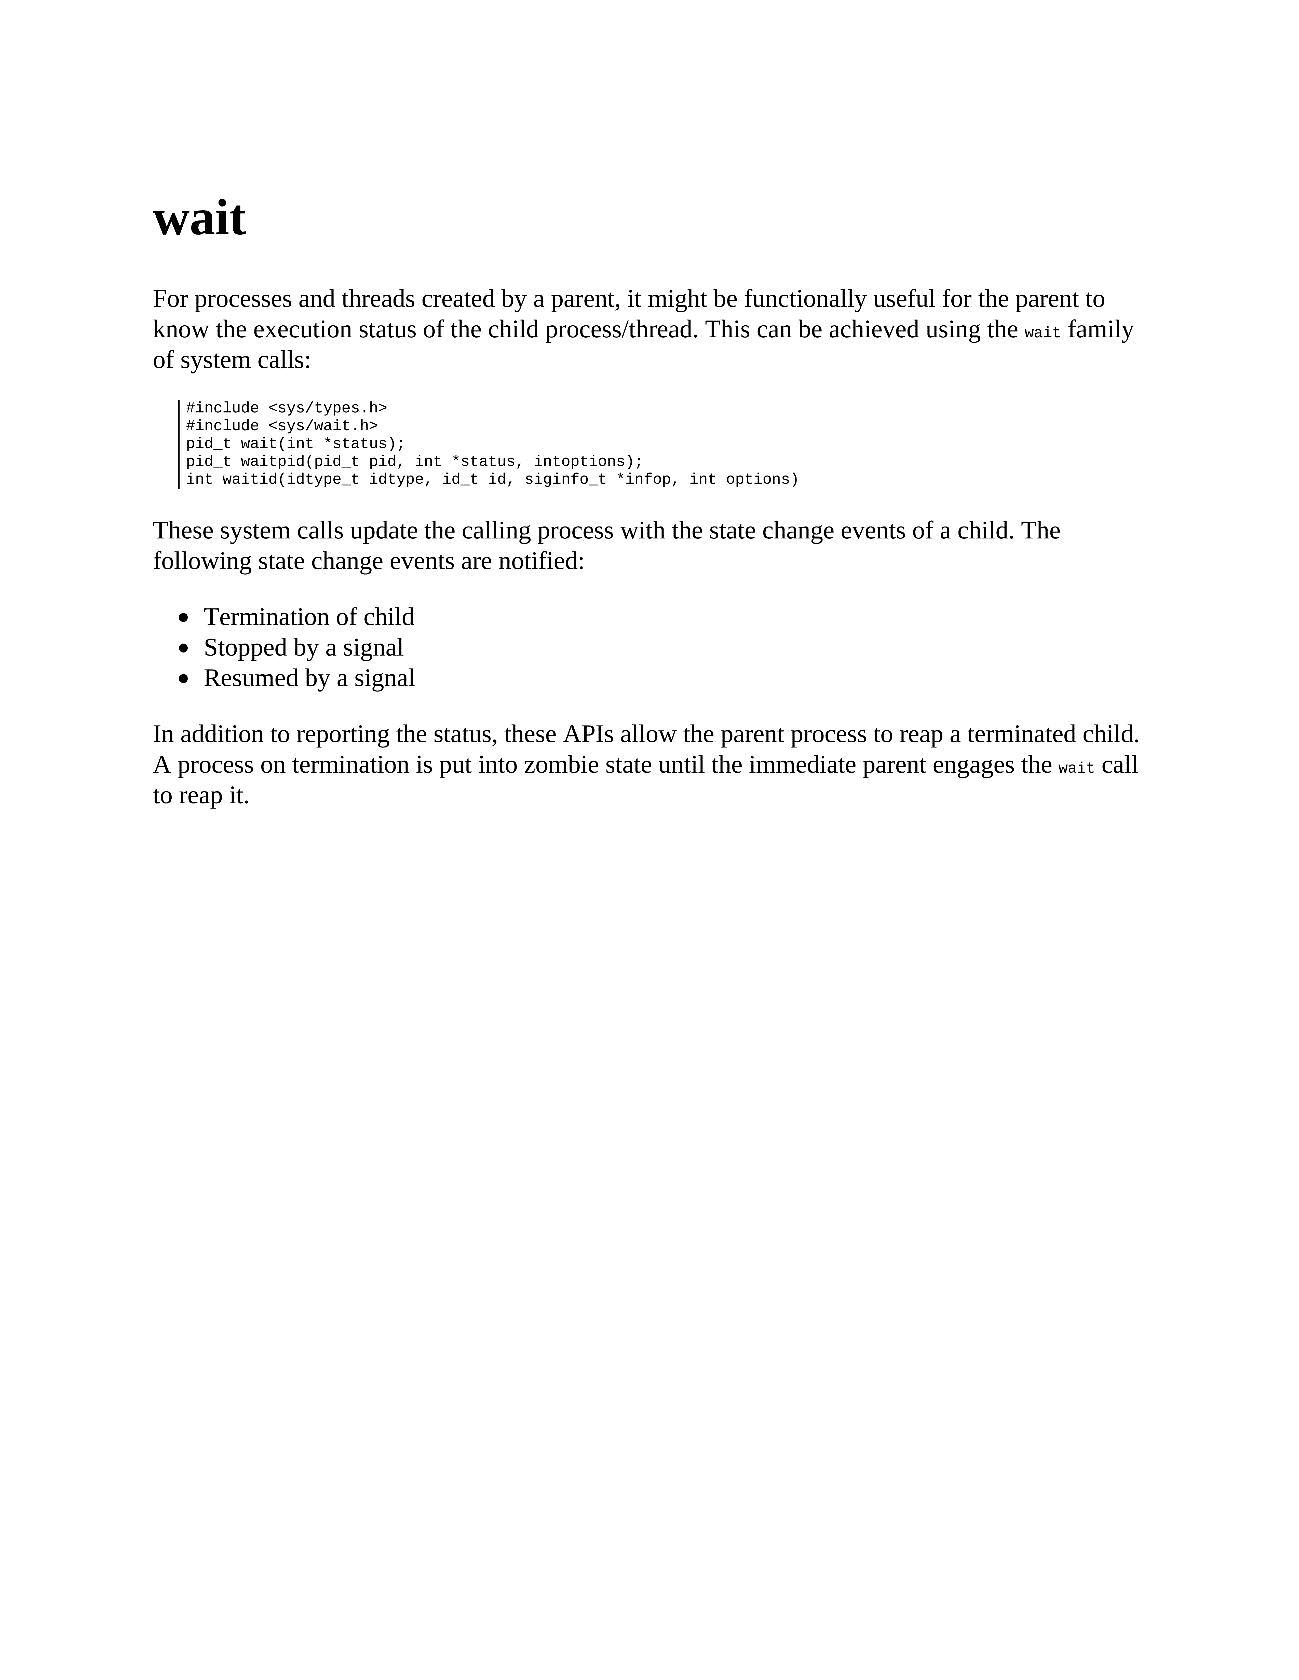 wait
For processes and threads created by a parent, it might be functionally useful for the parent to
know the execution status of the child process/thread. This can be achieved using the wait family
of system calls:
#include <sys/types.h>
#include <sys/wait.h>
pid_t wait(int *status);
pid_t waitpid(pid_t pid, int *status, intoptions);
int waitid(idtype_t idtype, id_t id, siginfo_t *infop, int options)
These system calls update the calling process with the state change events of a child. The
following state change events are notified:
• Termination of child
• Stopped by a signal
• Resumed by a signal
In addition to reporting the status, these APIs allow the parent process to reap a terminated child.
A process on termination is put into zombie state until the immediate parent engages the wait call
to reap it.